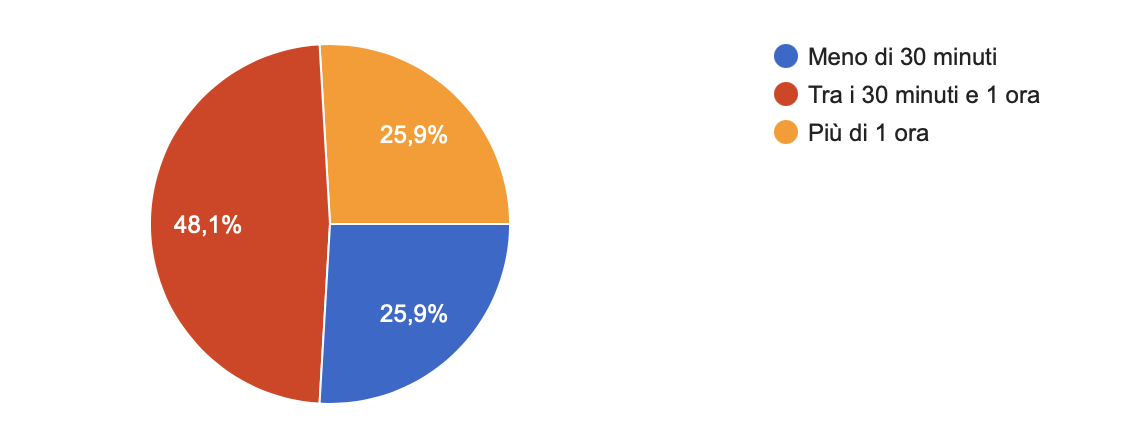 Meno di 30 minuti
Tra i 30 minuti e 1 ora
Più di 1 ora
25,9%
48,1%
25,9%